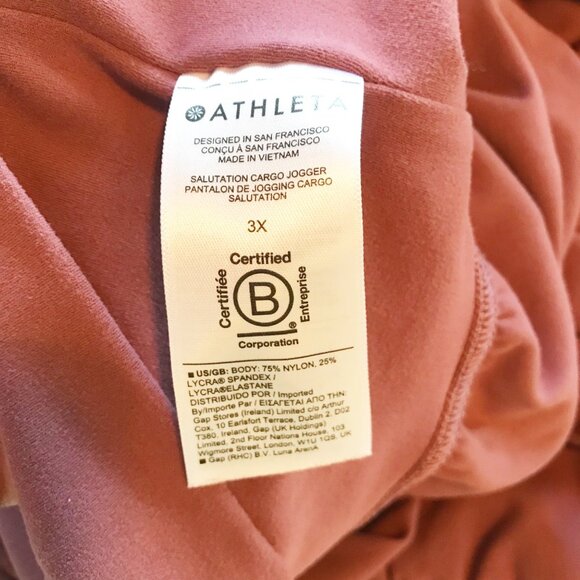 ATHLETA
DESIGNED IN SAN FRANCISCO
CONÇU À SAN FRANCISCO
MADE IN VIETNAM
SALUTATION CARGO JOGGER
PANTALON DE JOGGING CARGO
SALUTATION
3X
Certified
Certifiée
B
Entreprise
®
Corporation
■ US/GB: BODY: 75% NYLON, 25%
LYCRA® SPANDEX /
LYCRA®ELASTANE
DISTRIBUIDO POR / Imported
By/Importe Par / ΕΙΣΑΓΕΤΑΙ ΑΠΟ ΤΗΝ:
Gap Stores (Ireland) Limited c/o Arthur
Cox, 10 Earlsfort Terrace, Dublin 2, D02
T380, Ireland, Gap (UK Holdings)
Limited, 2nd Floor Nations House, 103
Wigmore Street, London, W1U 1QS, UK
■ Gap (RHC) B.V. Luna ArenA